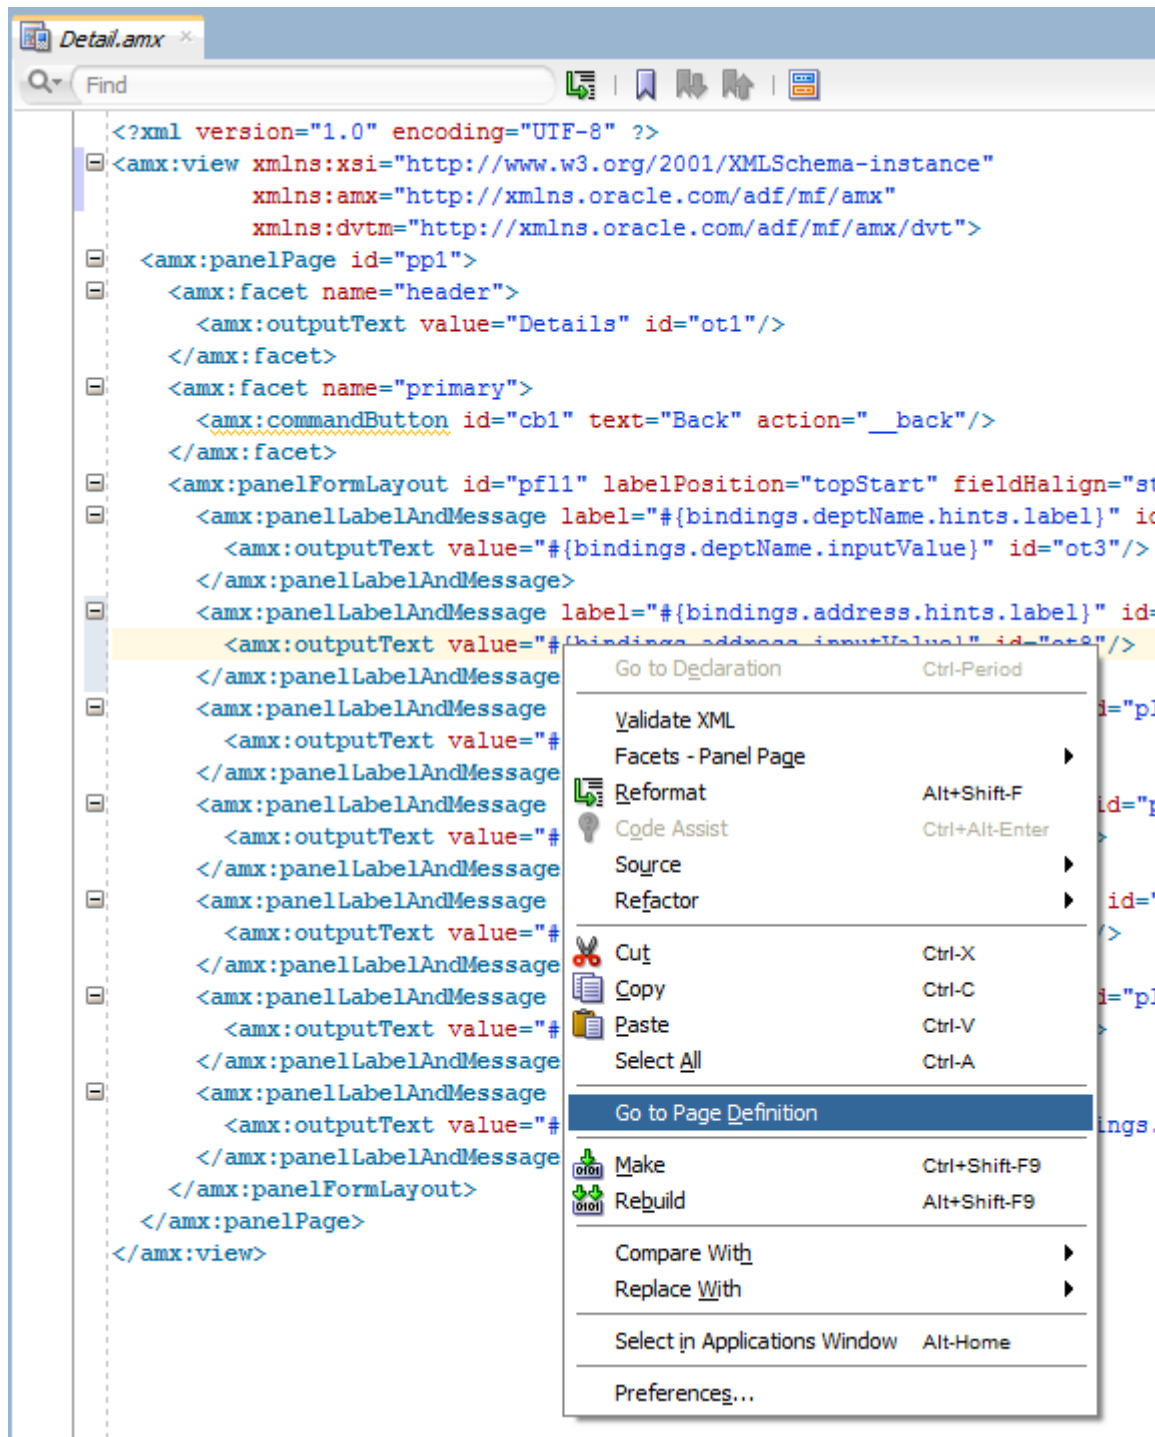 Detail.amx
Find
<?xml version="1.0" encoding="UTF-8" ?>
<amx:view xmlns:xsi="http://www.w3.org/2001/XMLSchema-instance"
xmlns:amx="http://xmlns.oracle.com/adf/mf/amx"
xmlns:dvtm="http://xmlns.oracle.com/adf/mf/amx/dvt">
<amx:panelPage id="pp1">
<amx:facet name="header">
<amx:outputText value="Details" id="ot1"/>
</amx:facet>
<amx:facet name="primary">
<amx:commandButton id="cb1" text="Back" action="__back"/>
</amx:facet>
<amx:panelFormLayout id="pfl1" labelPosition="topStart" fieldHalign="st
<amx:panelLabelAndMessage label="#{bindings.deptName.hints.label}" id
<amx:outputText value="#{bindings.deptName.inputValue}" id="ot3"/>
</amx:panelLabelAndMessage>
<amx:panelLabelAndMessage label="#{bindings.address.hints.label}" id=
<amx:outputText value="#{bindings.address.inputValue}" id="ot8"/>
</amx:panelLabelAndMessage
<amx:panelLabelAndMessage i="pl
<amx:outputText value="#
</amx:panelLabelAndMessage
<amx:panelLabelAndMessage id="p
<amx:outputText value="#
</amx:panelLabelAndMessage
<amx:panelLabelAndMessage id="
<amx:outputText value="# />
</amx:panelLabelAndMessage
<amx:panelLabelAndMessage d="pl
<amx:outputText value="# >
</amx:panelLabelAndMessage
<amx:panelLabelAndMessage
<amx:outputText value="# ings.
</amx:panelLabelAndMessage
</amx:panelFormLayout>
</amx:panelPage>
</amx:view>
Go to Declaration Ctrl-Period
Validate XML
Facets - Panel Page
Reformat Alt+Shift-F
Code Assist Ctrl+Alt-Enter
Source
Refactor
Cut Ctrl-X
Copy Ctrl-C
Paste Ctrl-V
Select All Ctrl-A
Go to Page Definition
Make Ctrl+Shift-F9
Rebuild Alt+Shift-F9
Compare With
Replace With
Select in Applications Window Alt-Home
Preferences...